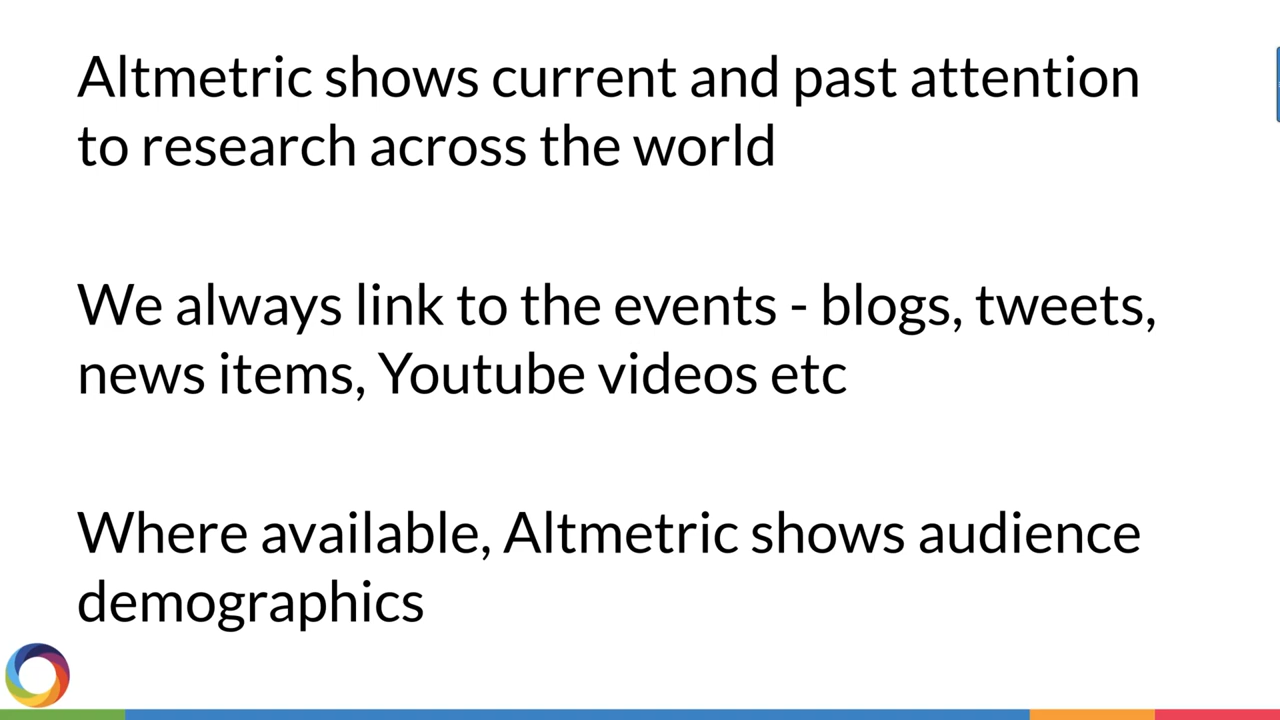 Altmetric shows current and past attention
to research across the world
We always link to the events - blogs, tweets,
news items, Youtube videos etc
Where available, Altmetric shows audience
demographics